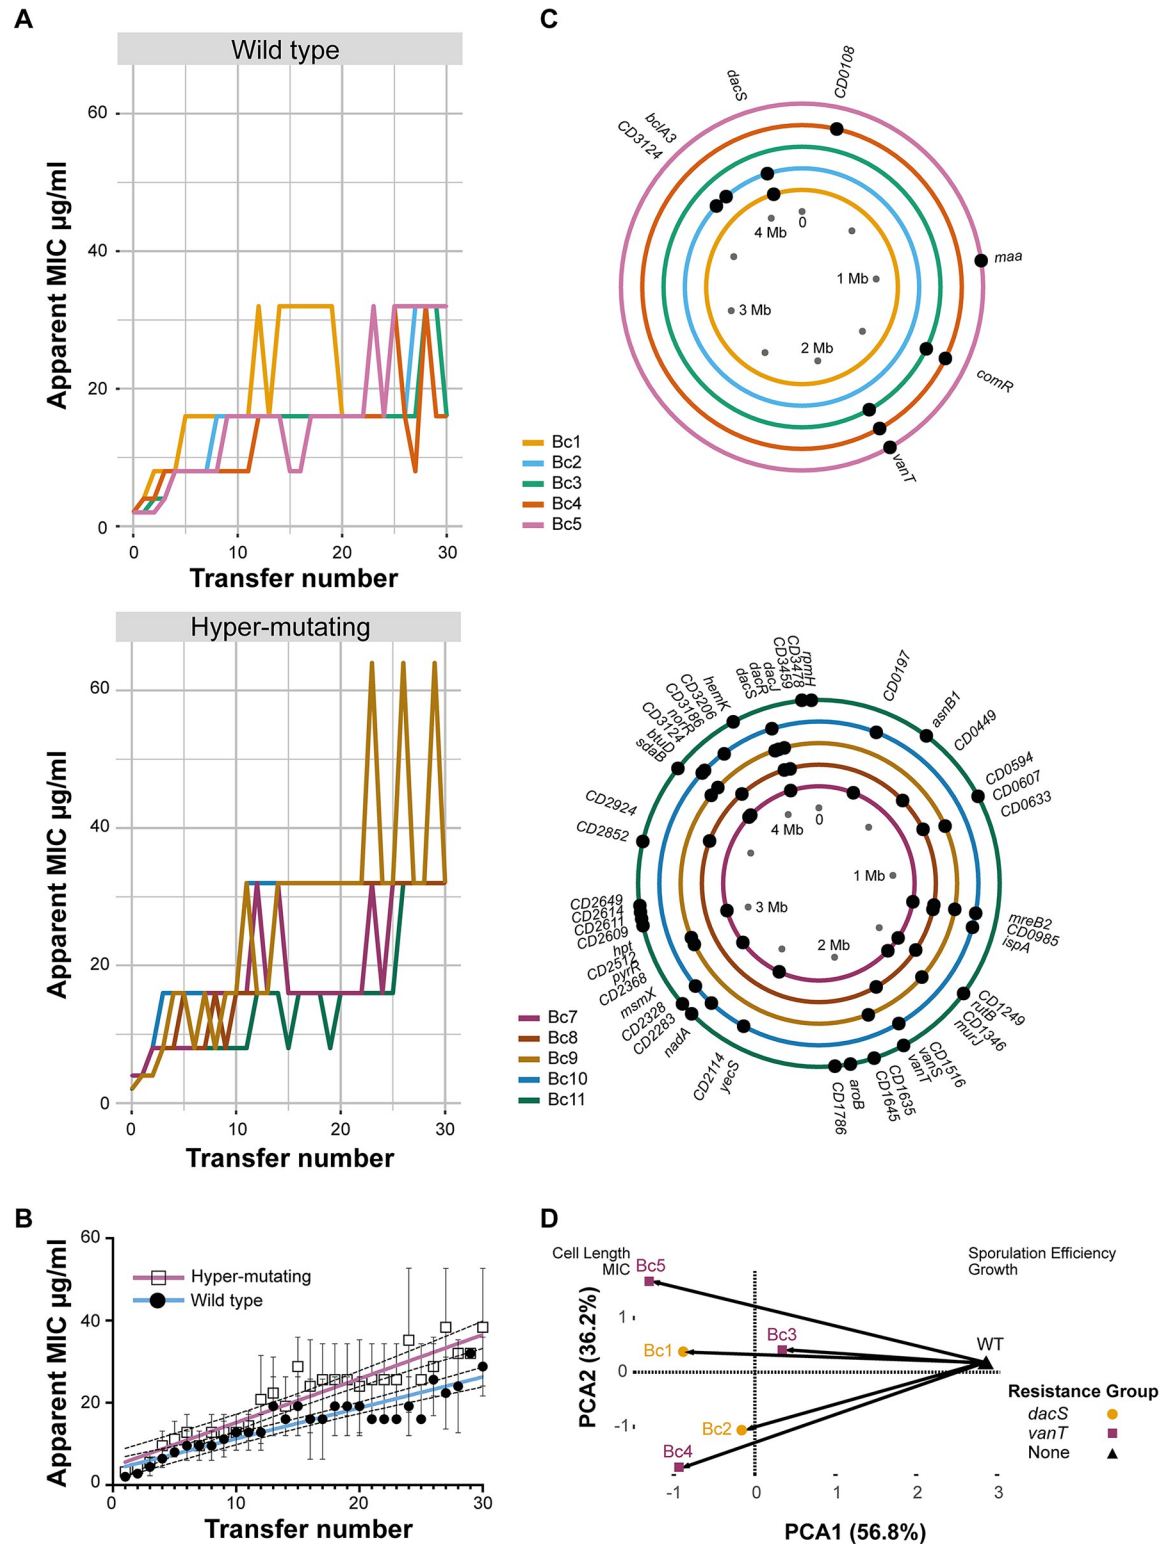 A
Wild type
Apparent MIC µg/ml
60
40
20
0
0
10
20
30
Transfer number
Bc1
Bc2
Bc3
Bc4
Bc5
Hyper-mutating
Apparent MIC µg/ml
60
40
20
0
0
10
20
30
Transfer number
Bc7
Bc8
Bc9
Bc10
Bc11
B
Apparent MIC µg/ml
60
40
20
0
Hyper-mutating
Wild type
0
10
20
30
Transfer number
C
dacS
CD0108
bclA3
CD3124
maa
comR
vanT
0
1 Mb
2 Mb
3 Mb
4 Mb
rpmH
CD3478
CD3459
dacJ
dacR
dacS
hemK
CD3206
CD3186
norR
CD3124
btuD
sdaB
CD2924
CD2852
CD2649
CD2614
CD2611
CD2609
hpt
CD2512
pyrR
CD2368
msmX
CD2328
CD2283
nadA
CD2114
yecS
CD1786
aroB
CD1645
CD1635
vanT
vanS
CD1516
murJ
CD1346
rutB
CD1249
ispA
CD0985
mreB2
CD0633
CD0607
CD0594
CD0449
asnB1
CD0197
0
1 Mb
2 Mb
3 Mb
4 Mb
D
Cell Length
MIC
Sporulation Efficiency
Growth
Bc5
Bc3
Bc1
Bc2
Bc4
WT
PCA2 (36.2%)
1
0
-1
-1
0
1
2
3
PCA1 (56.8%)
Resistance Group
dacS
vanT
None